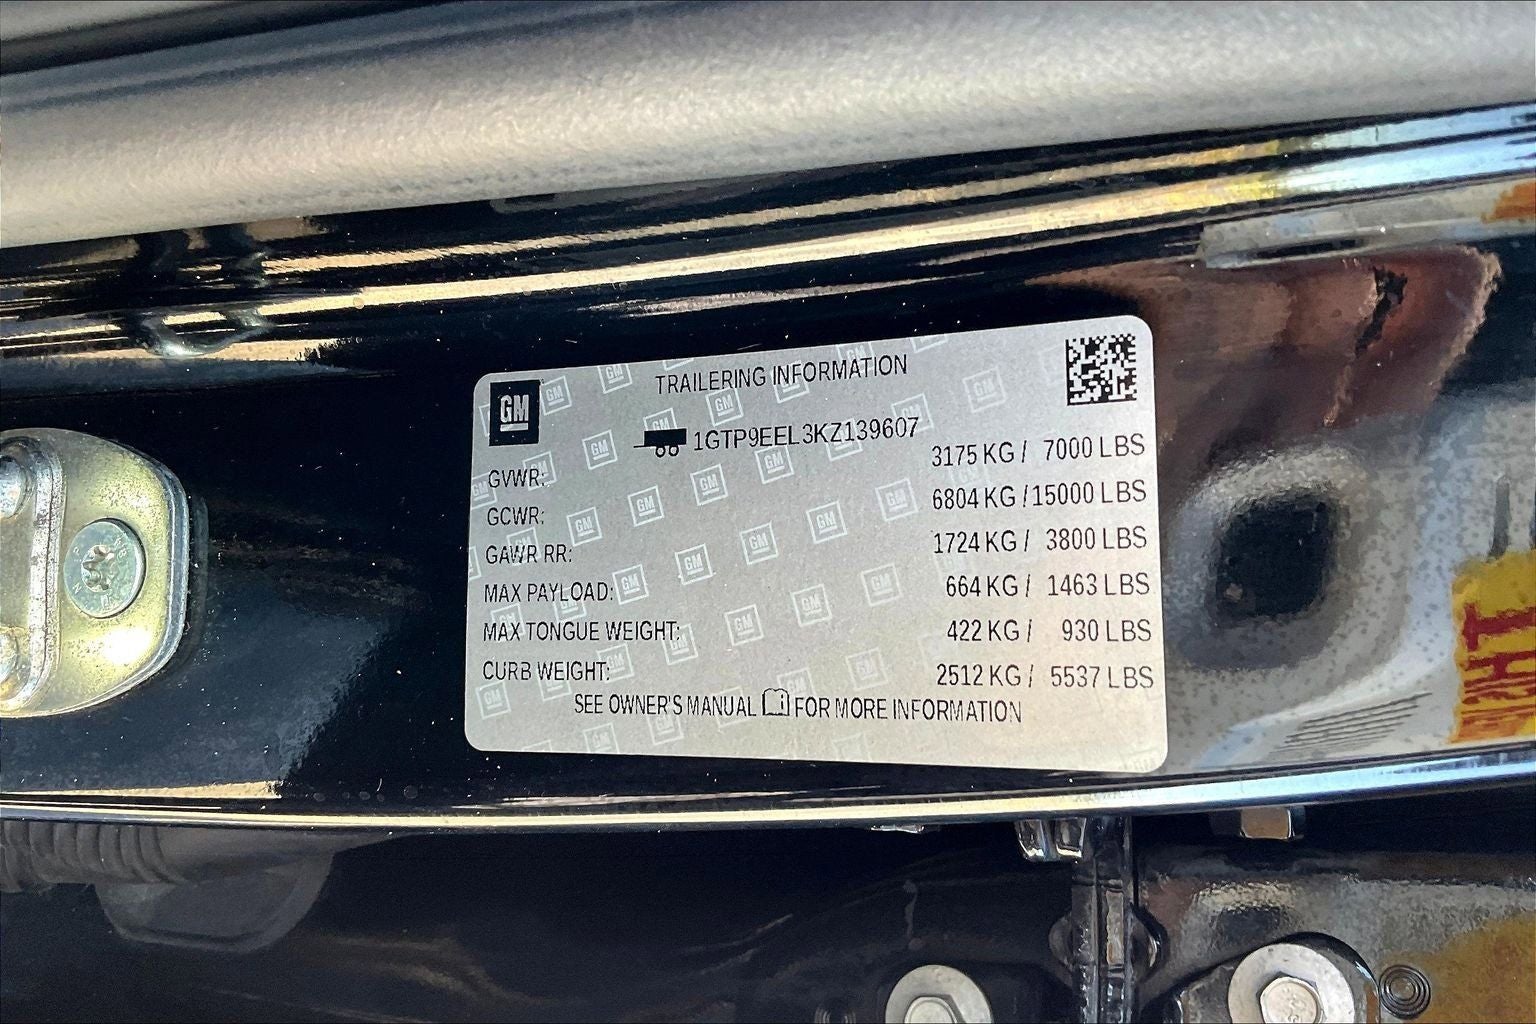 GM
TRAILERING INFORMATION
1GTP9EEL3KZ139607
GVWR: 3175 KG / 7000 LBS
GCWR: 6804 KG / 15000 LBS
GAWR RR: 1724 KG / 3800 LBS
MAX PAYLOAD: 664 KG / 1463 LBS
MAX TONGUE WEIGHT: 422 KG / 930 LBS
CURB WEIGHT: 2512 KG / 5537 LBS
SEE OWNER'S MANUAL FOR MORE INFORMATION